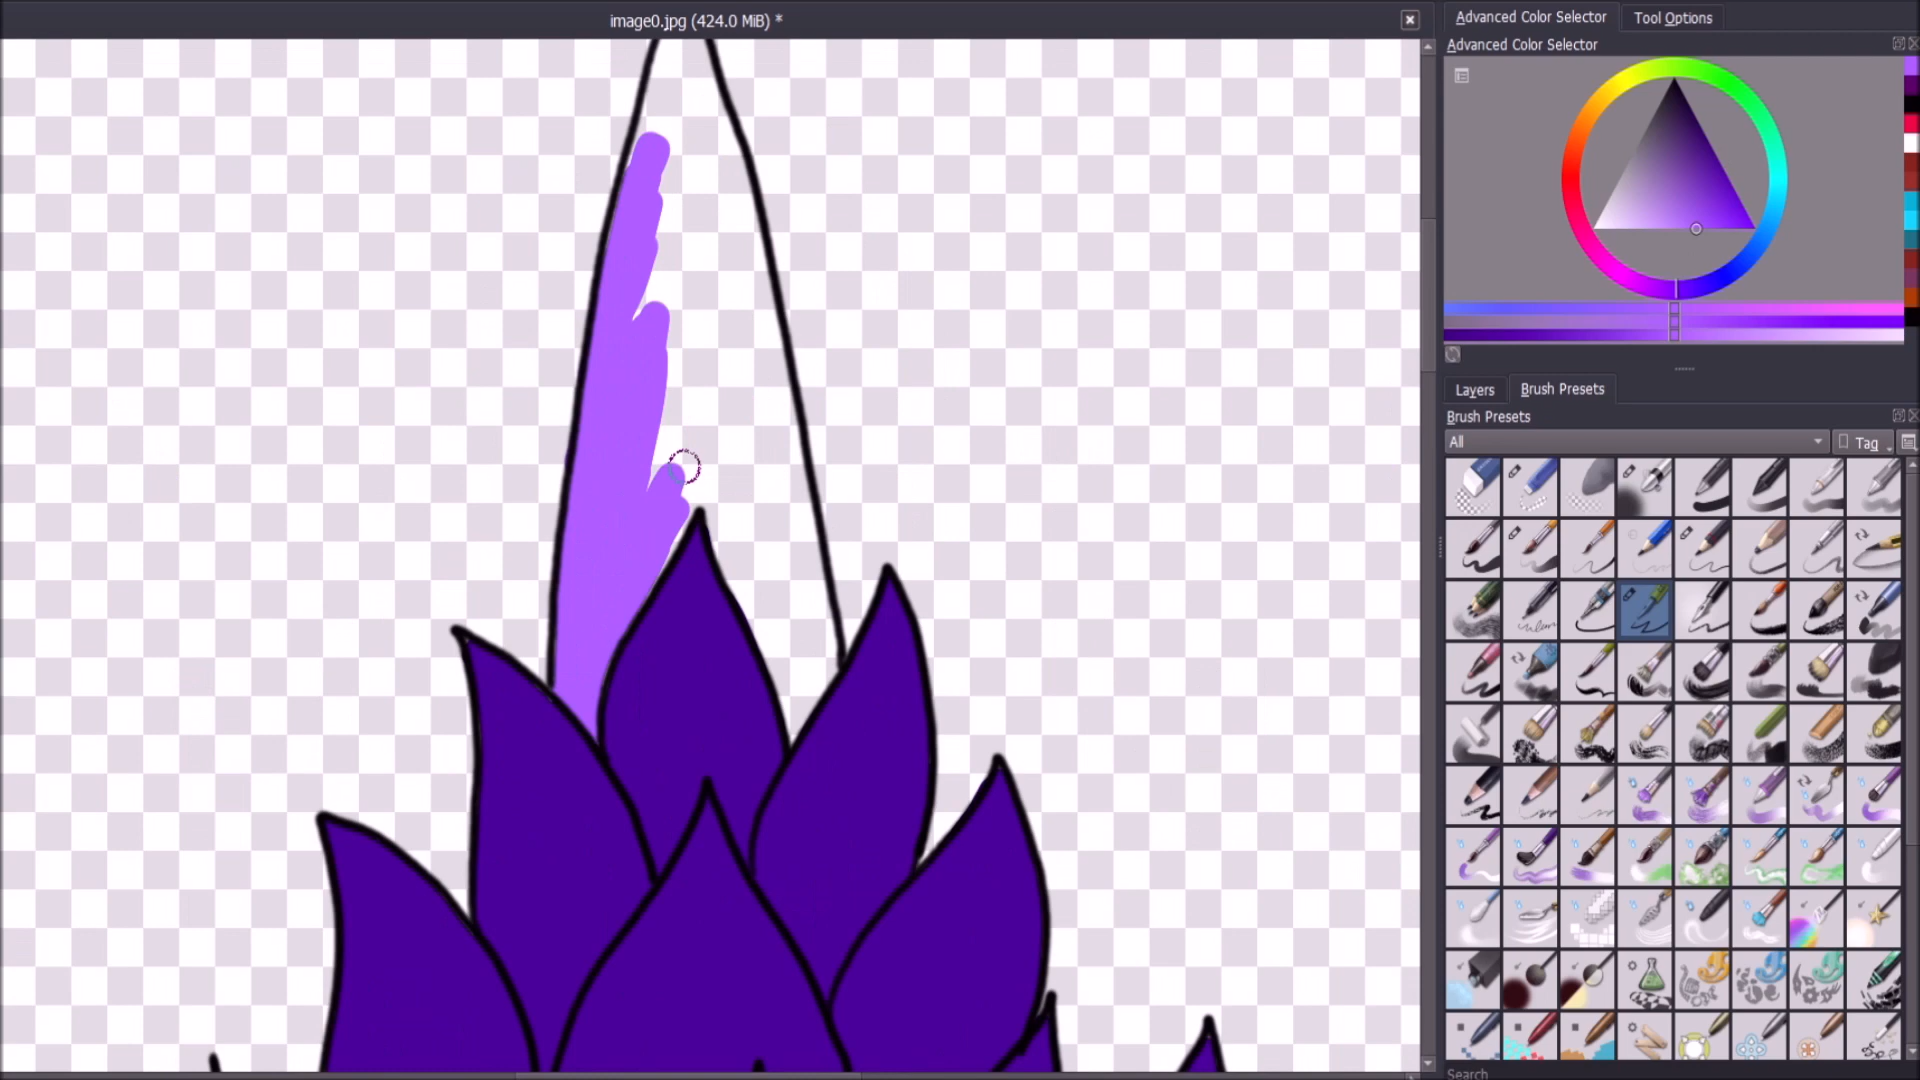 image0.jpg (424.0 MiB) *
Advanced Color Selector
Tool Options
Advanced Color Selector
Layers
Brush Presets
Brush Presets
All
Tag
Search